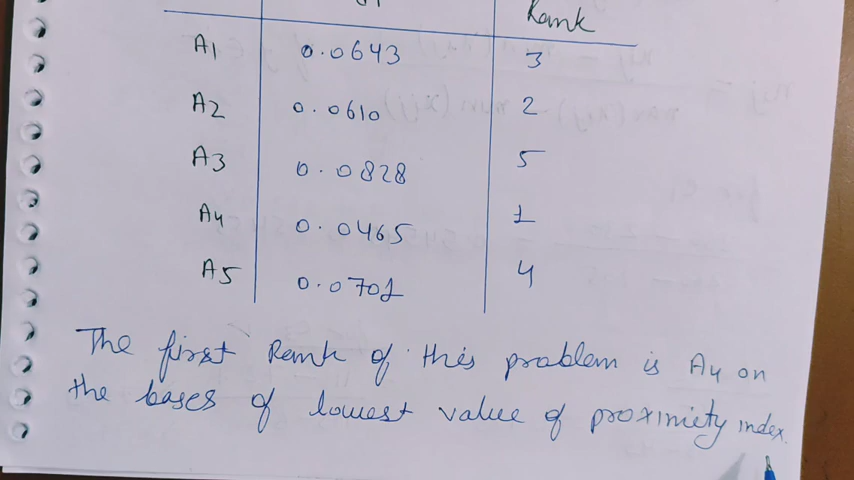 Rank
A1 0.0643 3
A2 0.0610 2
A3 0.0828 5
A4 0.0465 1
A5 0.0701 4
The first Rank of this problem is A4 on
the bases of lowest value of proximiety index.